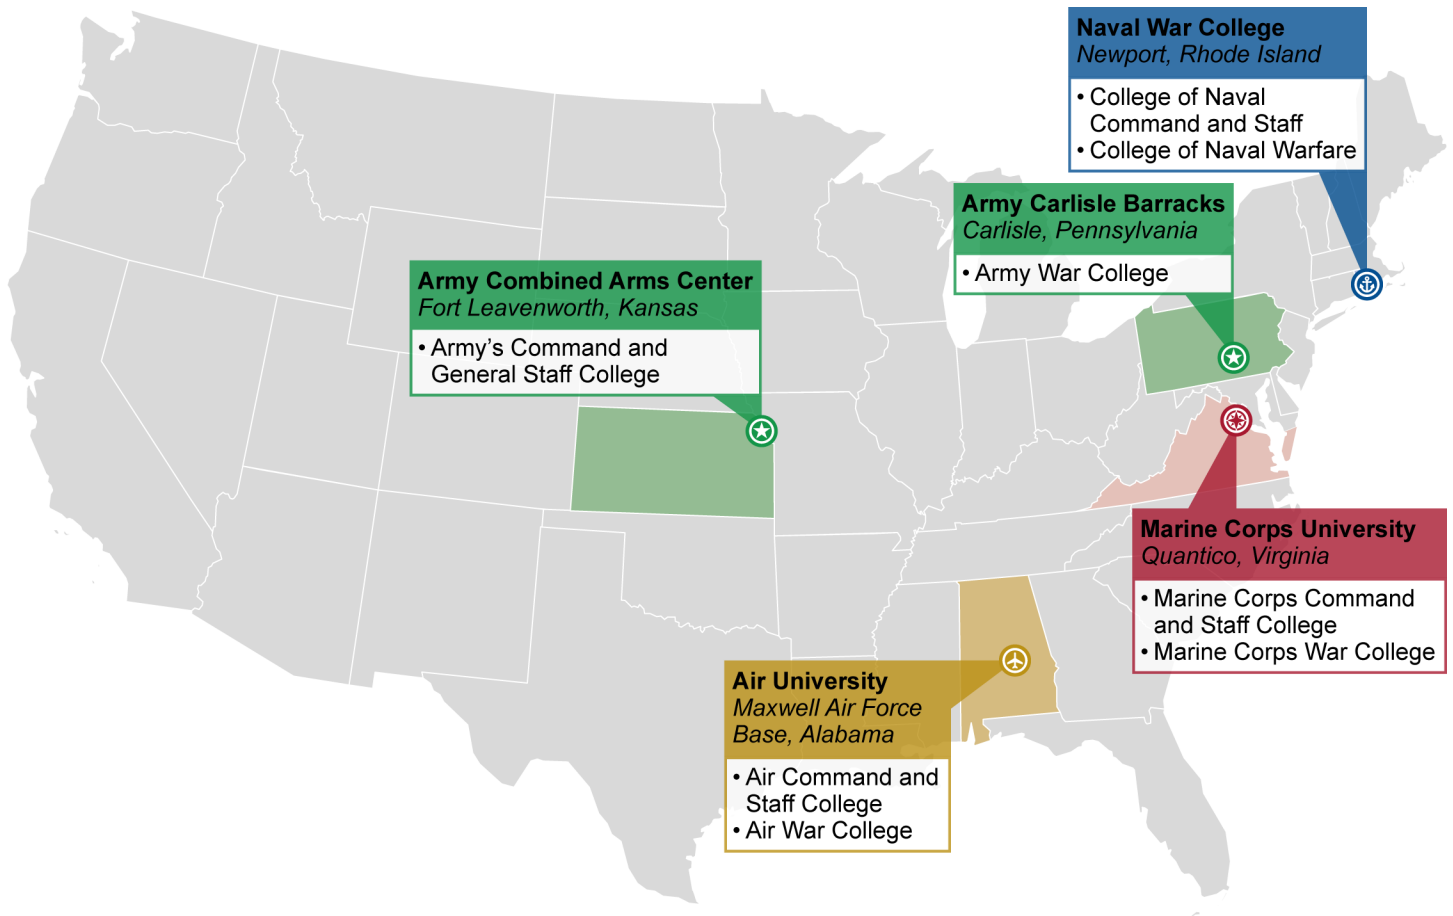 Naval War College
Newport, Rhode Island
• College of Naval
Command and Staff
• College of Naval Warfare
Army Carlisle Barracks
Carlisle, Pennsylvania
• Army War College
Army Combined Arms Center
Fort Leavenworth, Kansas
• Army’s Command and
General Staff College
Marine Corps University
Quantico, Virginia
• Marine Corps Command
and Staff College
• Marine Corps War College
Air University
Maxwell Air Force
Base, Alabama
• Air Command and
Staff College
• Air War College